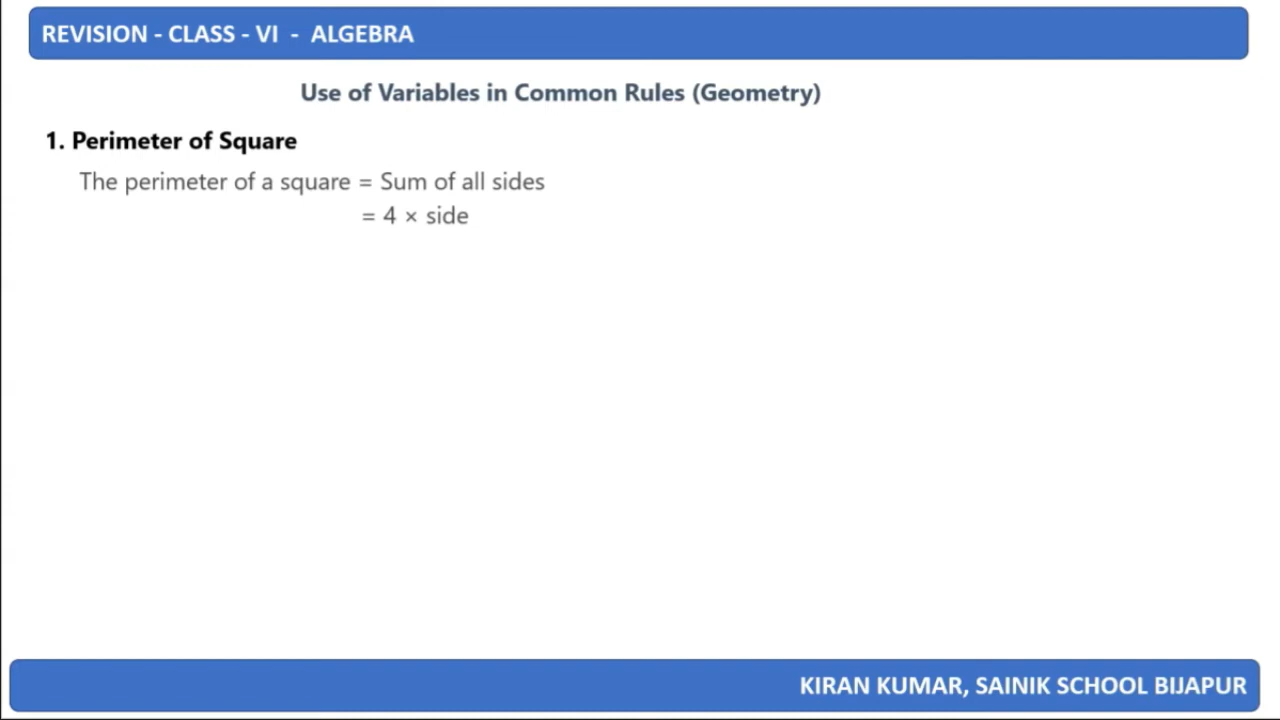 REVISION - CLASS - VI - ALGEBRA
Use of Variables in Common Rules (Geometry)
1. Perimeter of Square
The perimeter of a square = Sum of all sides
= 4 × side
KIRAN KUMAR, SAINIK SCHOOL BIJAPUR